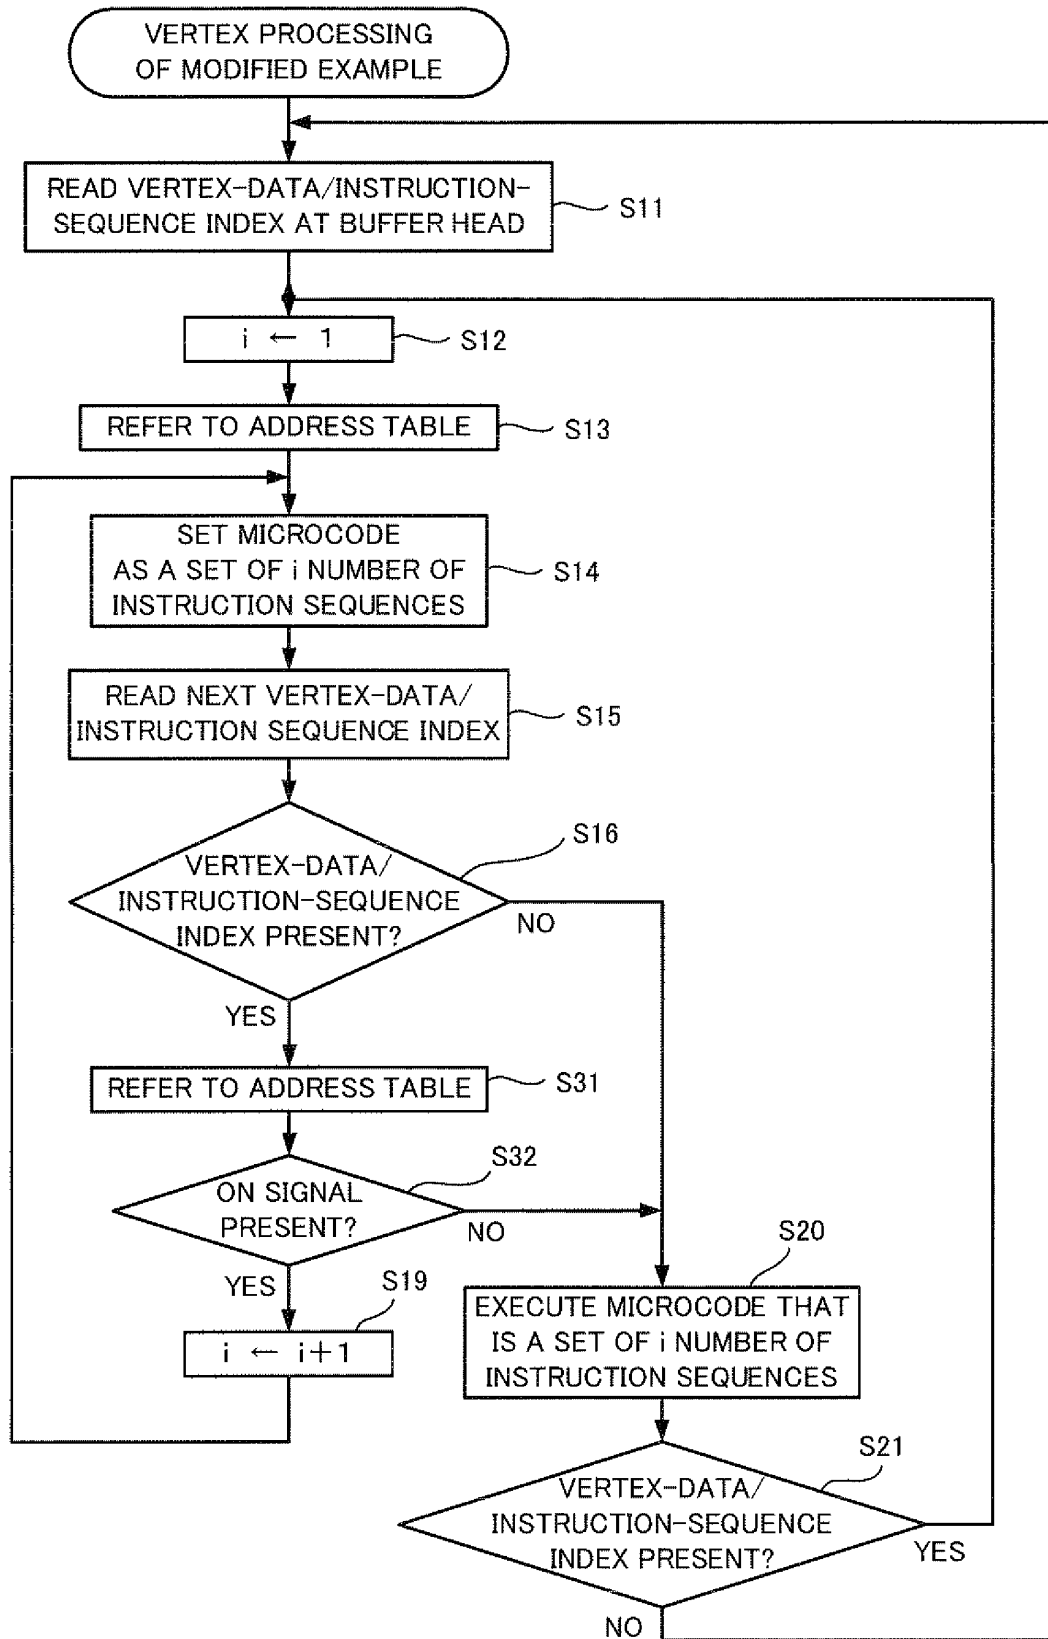 VERTEX PROCESSING
OF MODIFIED EXAMPLE
READ VERTEX-DATA/INSTRUCTION-
SEQUENCE INDEX AT BUFFER HEAD
S11
i ← 1
S12
REFER TO ADDRESS TABLE
S13
SET MICROCODE
AS A SET OF i NUMBER OF
INSTRUCTION SEQUENCES
S14
READ NEXT VERTEX-DATA/
INSTRUCTION SEQUENCE INDEX
S15
S16
VERTEX-DATA/
INSTRUCTION-SEQUENCE
INDEX PRESENT?
NO
YES
REFER TO ADDRESS TABLE
S31
S32
ON SIGNAL
PRESENT?
NO
YES
S19
i ← i+1
S20
EXECUTE MICROCODE THAT
IS A SET OF i NUMBER OF
INSTRUCTION SEQUENCES
S21
VERTEX-DATA/
INSTRUCTION-SEQUENCE
INDEX PRESENT?
YES
NO